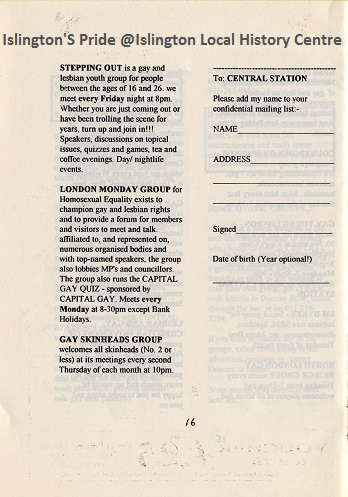 Islington'S Pride @Islington Local History Centre
STEPPING OUT is a gay and
lesbian youth group for people
between the ages of 16 and 26. we
meet every Friday night at 8pm.
Whether you are just coming out or
have been trolling the scene for
years, turn up and join in!!!
Speakers, discussions on topical
issues, quizzes and games, tea and
coffee evenings. Day/ nightlife
events.
LONDON MONDAY GROUP for
Homosexual Equality exists to
champion gay and lesbian rights
and to provide a forum for members
and visitors to meet and talk.
affiliated to, and represented on,
numerous organised bodies and
with top-named speakers, the group
also lobbies MP's and councillors.
The group also runs the CAPITAL
GAY QUIZ - sponsored by
CAPITAL GAY. Meets every
Monday at 8-30pm except Bank
Holidays.
GAY SKINHEADS GROUP
welcomes all skinheads (No. 2 or
less) at its meetings every second
Thursday of each month at 10pm.
To: CENTRAL STATION
Please add my name to your
confidential mailing list:-
NAME
ADDRESS
Signed
Date of birth (Year optional!)
16